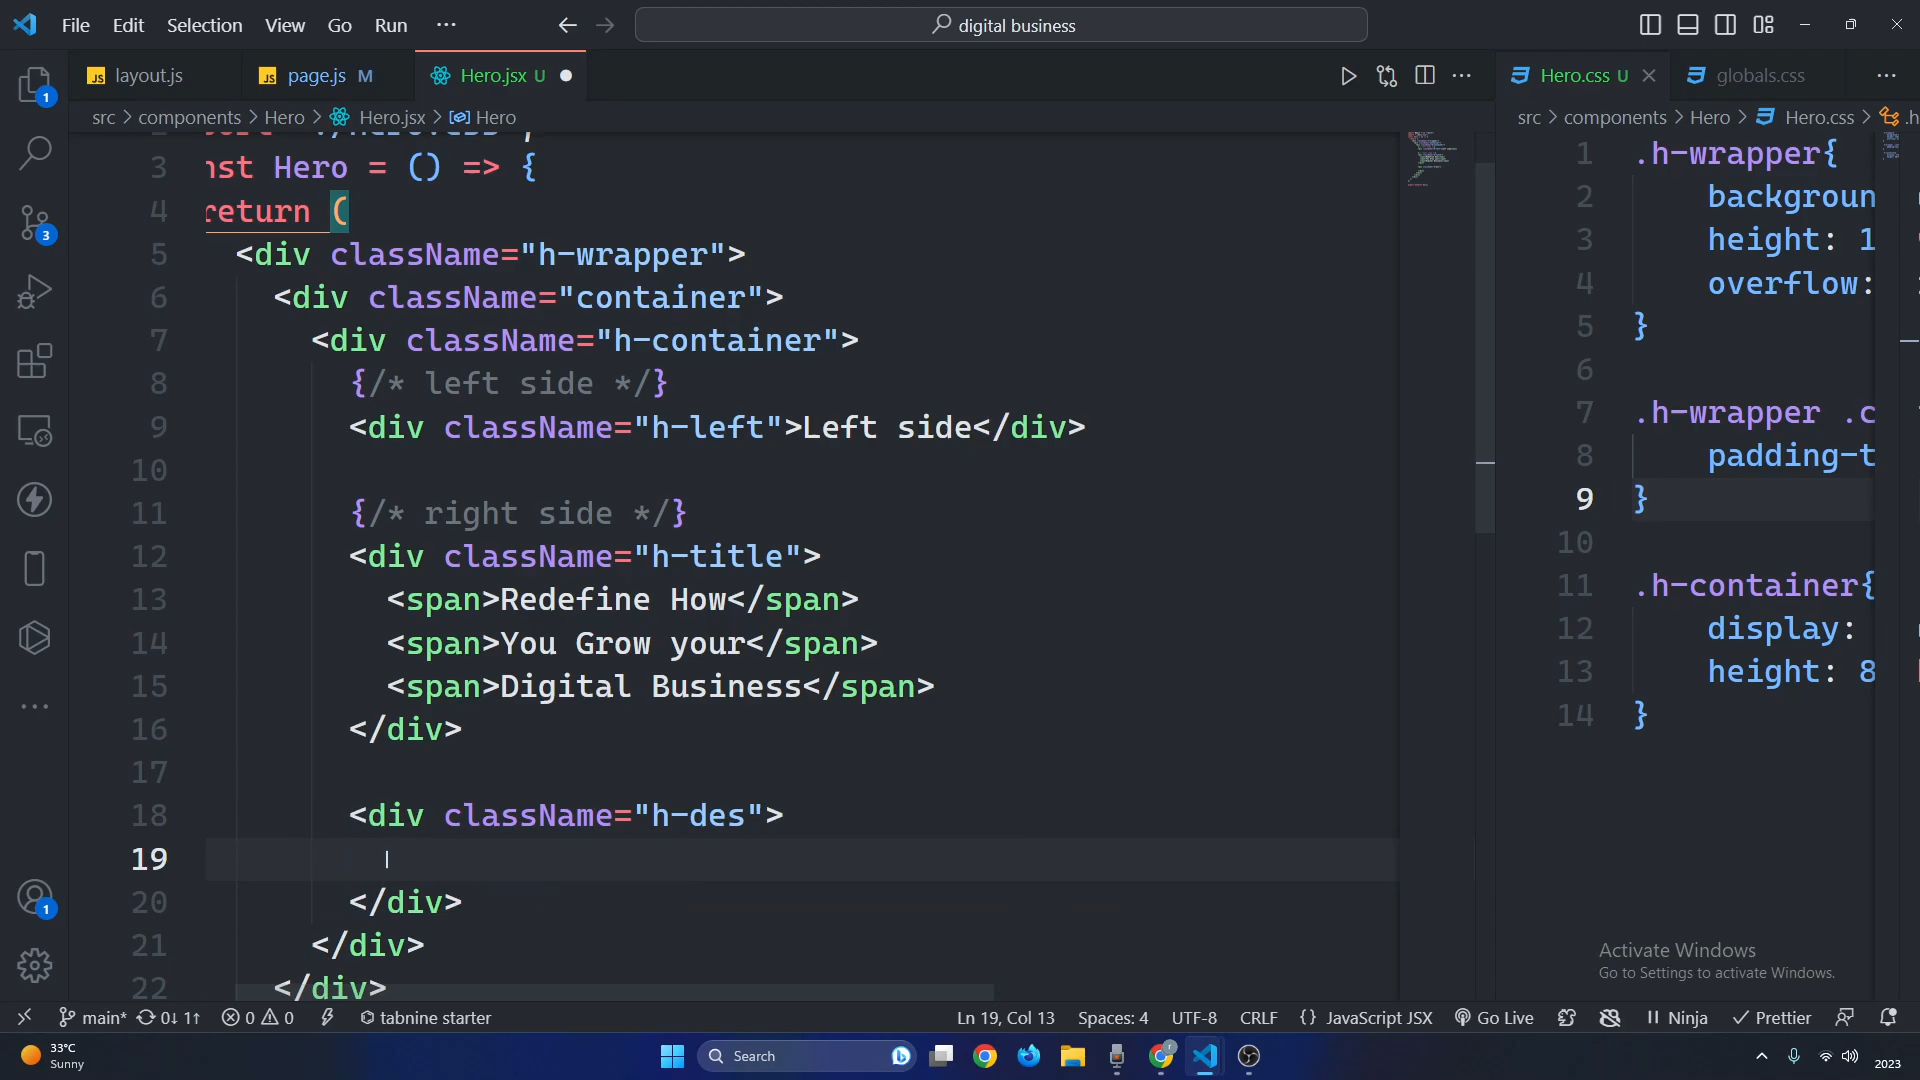 File Edit Selection View Go Run ···
digital business
layout.js page.js M Hero.jsx U
src > components > Hero > Hero.jsx > Hero
3 nst Hero = () => {
4 return (
5 <div className="h-wrapper">
6 <div className="container">
7 <div className="h-container">
8 {/* left side */}
9 <div className="h-left">Left side</div>
10
11 {/* right side */}
12 <div className="h-title">
13 <span>Redefine How</span>
14 <span>You Grow your</span>
15 <span>Digital Business</span>
16 </div>
17
18 <div className="h-des">
19
20 </div>
21 </div>
22 </div>
Hero.css U globals.css
src > components > Hero > Hero.css > .h
1 .h-wrapper{
2 backgroun
3 height: 1
4 overflow:
5 }
6
7 .h-wrapper .c
8 padding-t
9 }
10
11 .h-container{
12 display:
13 height: 8
14 }
1
3
1
Activate Windows
Go to Settings to activate Windows.
main* 0↓ 1↑ 0 0 tabnine starter Ln 19, Col 13 Spaces: 4 UTF-8 CRLF {} JavaScript JSX Go Live Ninja Prettier
33°C
Sunny
Search
2023